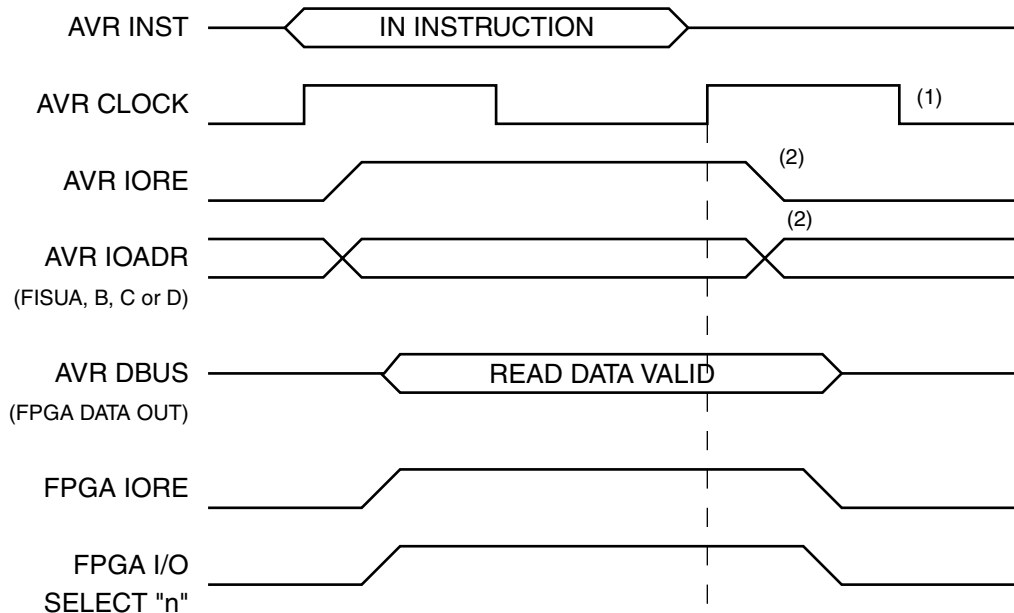 AVR INST
IN INSTRUCTION
AVR CLOCK
(1)
AVR IORE
(2)
AVR IOADR
(2)
(FISUA, B, C or D)
AVR DBUS
READ DATA VALID
(FPGA DATA OUT)
FPGA IORE
FPGA I/O
SELECT "n"